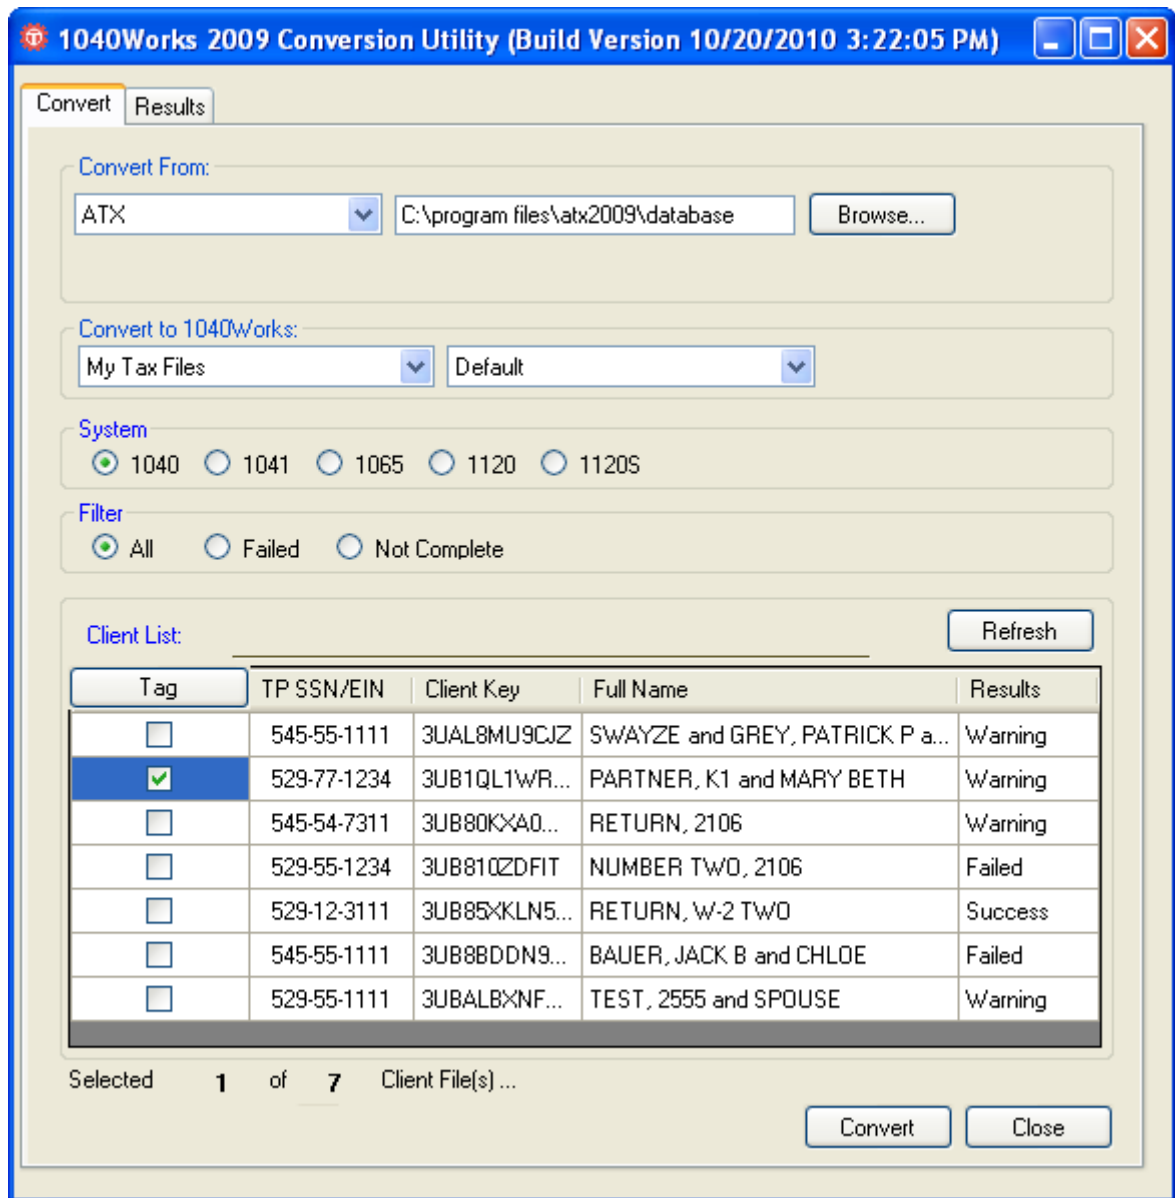 1040Works 2009 Conversion Utility (Build Version 10/20/2010 3:22:05 PM)
Convert Results
Convert From:
ATX C:\program files\atx2009\database Browse...
Convert to 1040Works:
My Tax Files Default
System
1040 1041 1065 1120 1120S
Filter
All Failed Not Complete
Client List: Refresh
Tag TP SSN/EIN Client Key Full Name Results
545-55-1111 3UAL8MU9CJZ SWAYZE and GREY, PATRICK P a... Warning
529-77-1234 3UB1QL1WR... PARTNER, K1 and MARY BETH Warning
545-54-7311 3UB80KXA0... RETURN, 2106 Warning
529-55-1234 3UB810ZDFIT NUMBER TWO, 2106 Failed
529-12-3111 3UB85XKLN5... RETURN, W-2 TWO Success
545-55-1111 3UB8BDDN9... BAUER, JACK B and CHLOE Failed
529-55-1111 3UBALBXNF... TEST, 2555 and SPOUSE Warning
Selected 1 of 7 Client File(s) ...
Convert Close